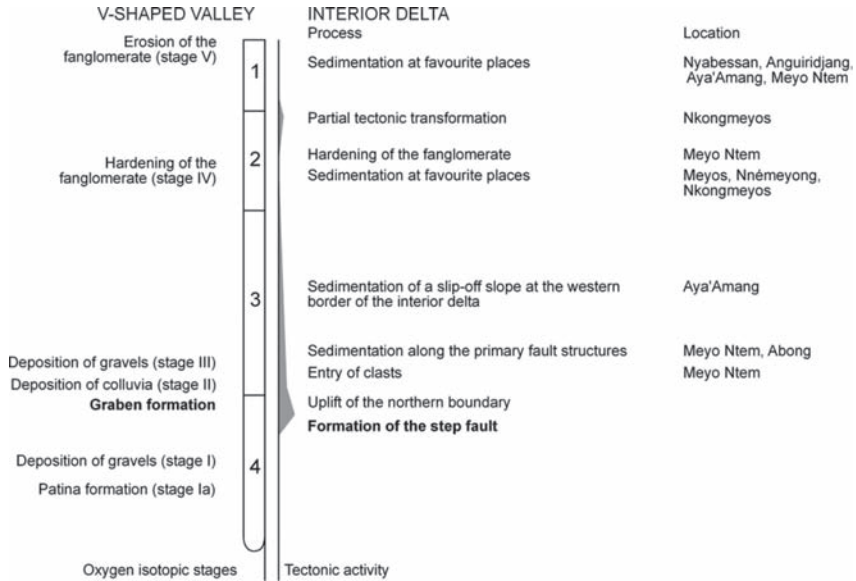 V-SHAPED VALLEY
INTERIOR DELTA
Process
Location
Erosion of the
fanglomerate (stage V)
1
Sedimentation at favourite places
Nyabessan, Anguiridjang,
Aya'Amang, Meyo Ntem
Partial tectonic transformation
Nkongmeyos
Hardening of the
fanglomerate (stage IV)
2
Hardening of the fanglomerate
Meyo Ntem
Sedimentation at favourite places
Meyos, Nnémeyong,
Nkongmeyos
3
Sedimentation of a slip-off slope at the western
border of the interior delta
Aya'Amang
Deposition of gravels (stage III)
Sedimentation along the primary fault structures
Meyo Ntem, Abong
Deposition of colluvia (stage II)
Entry of clasts
Meyo Ntem
Graben formation
Uplift of the northern boundary
Formation of the step fault
Deposition of gravels (stage I)
4
Patina formation (stage Ia)
Oxygen isotopic stages
Tectonic activity